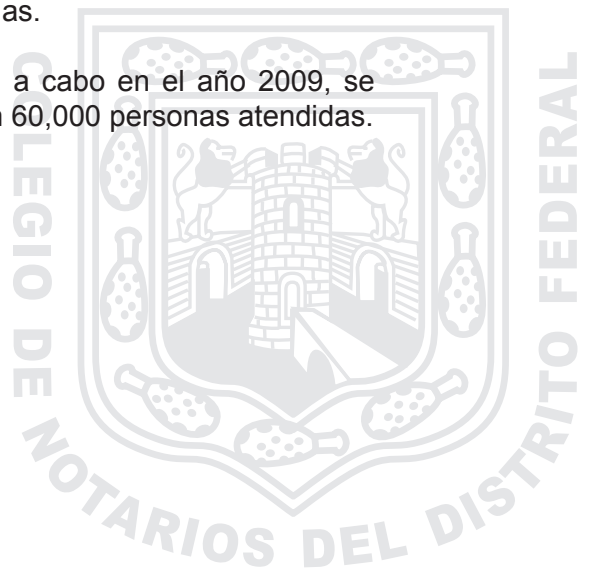 as.
a cabo en el año 2009, se
60,000 personas atendidas.
COLEGIO DE NOTARIOS DEL DISTRITO FEDERAL